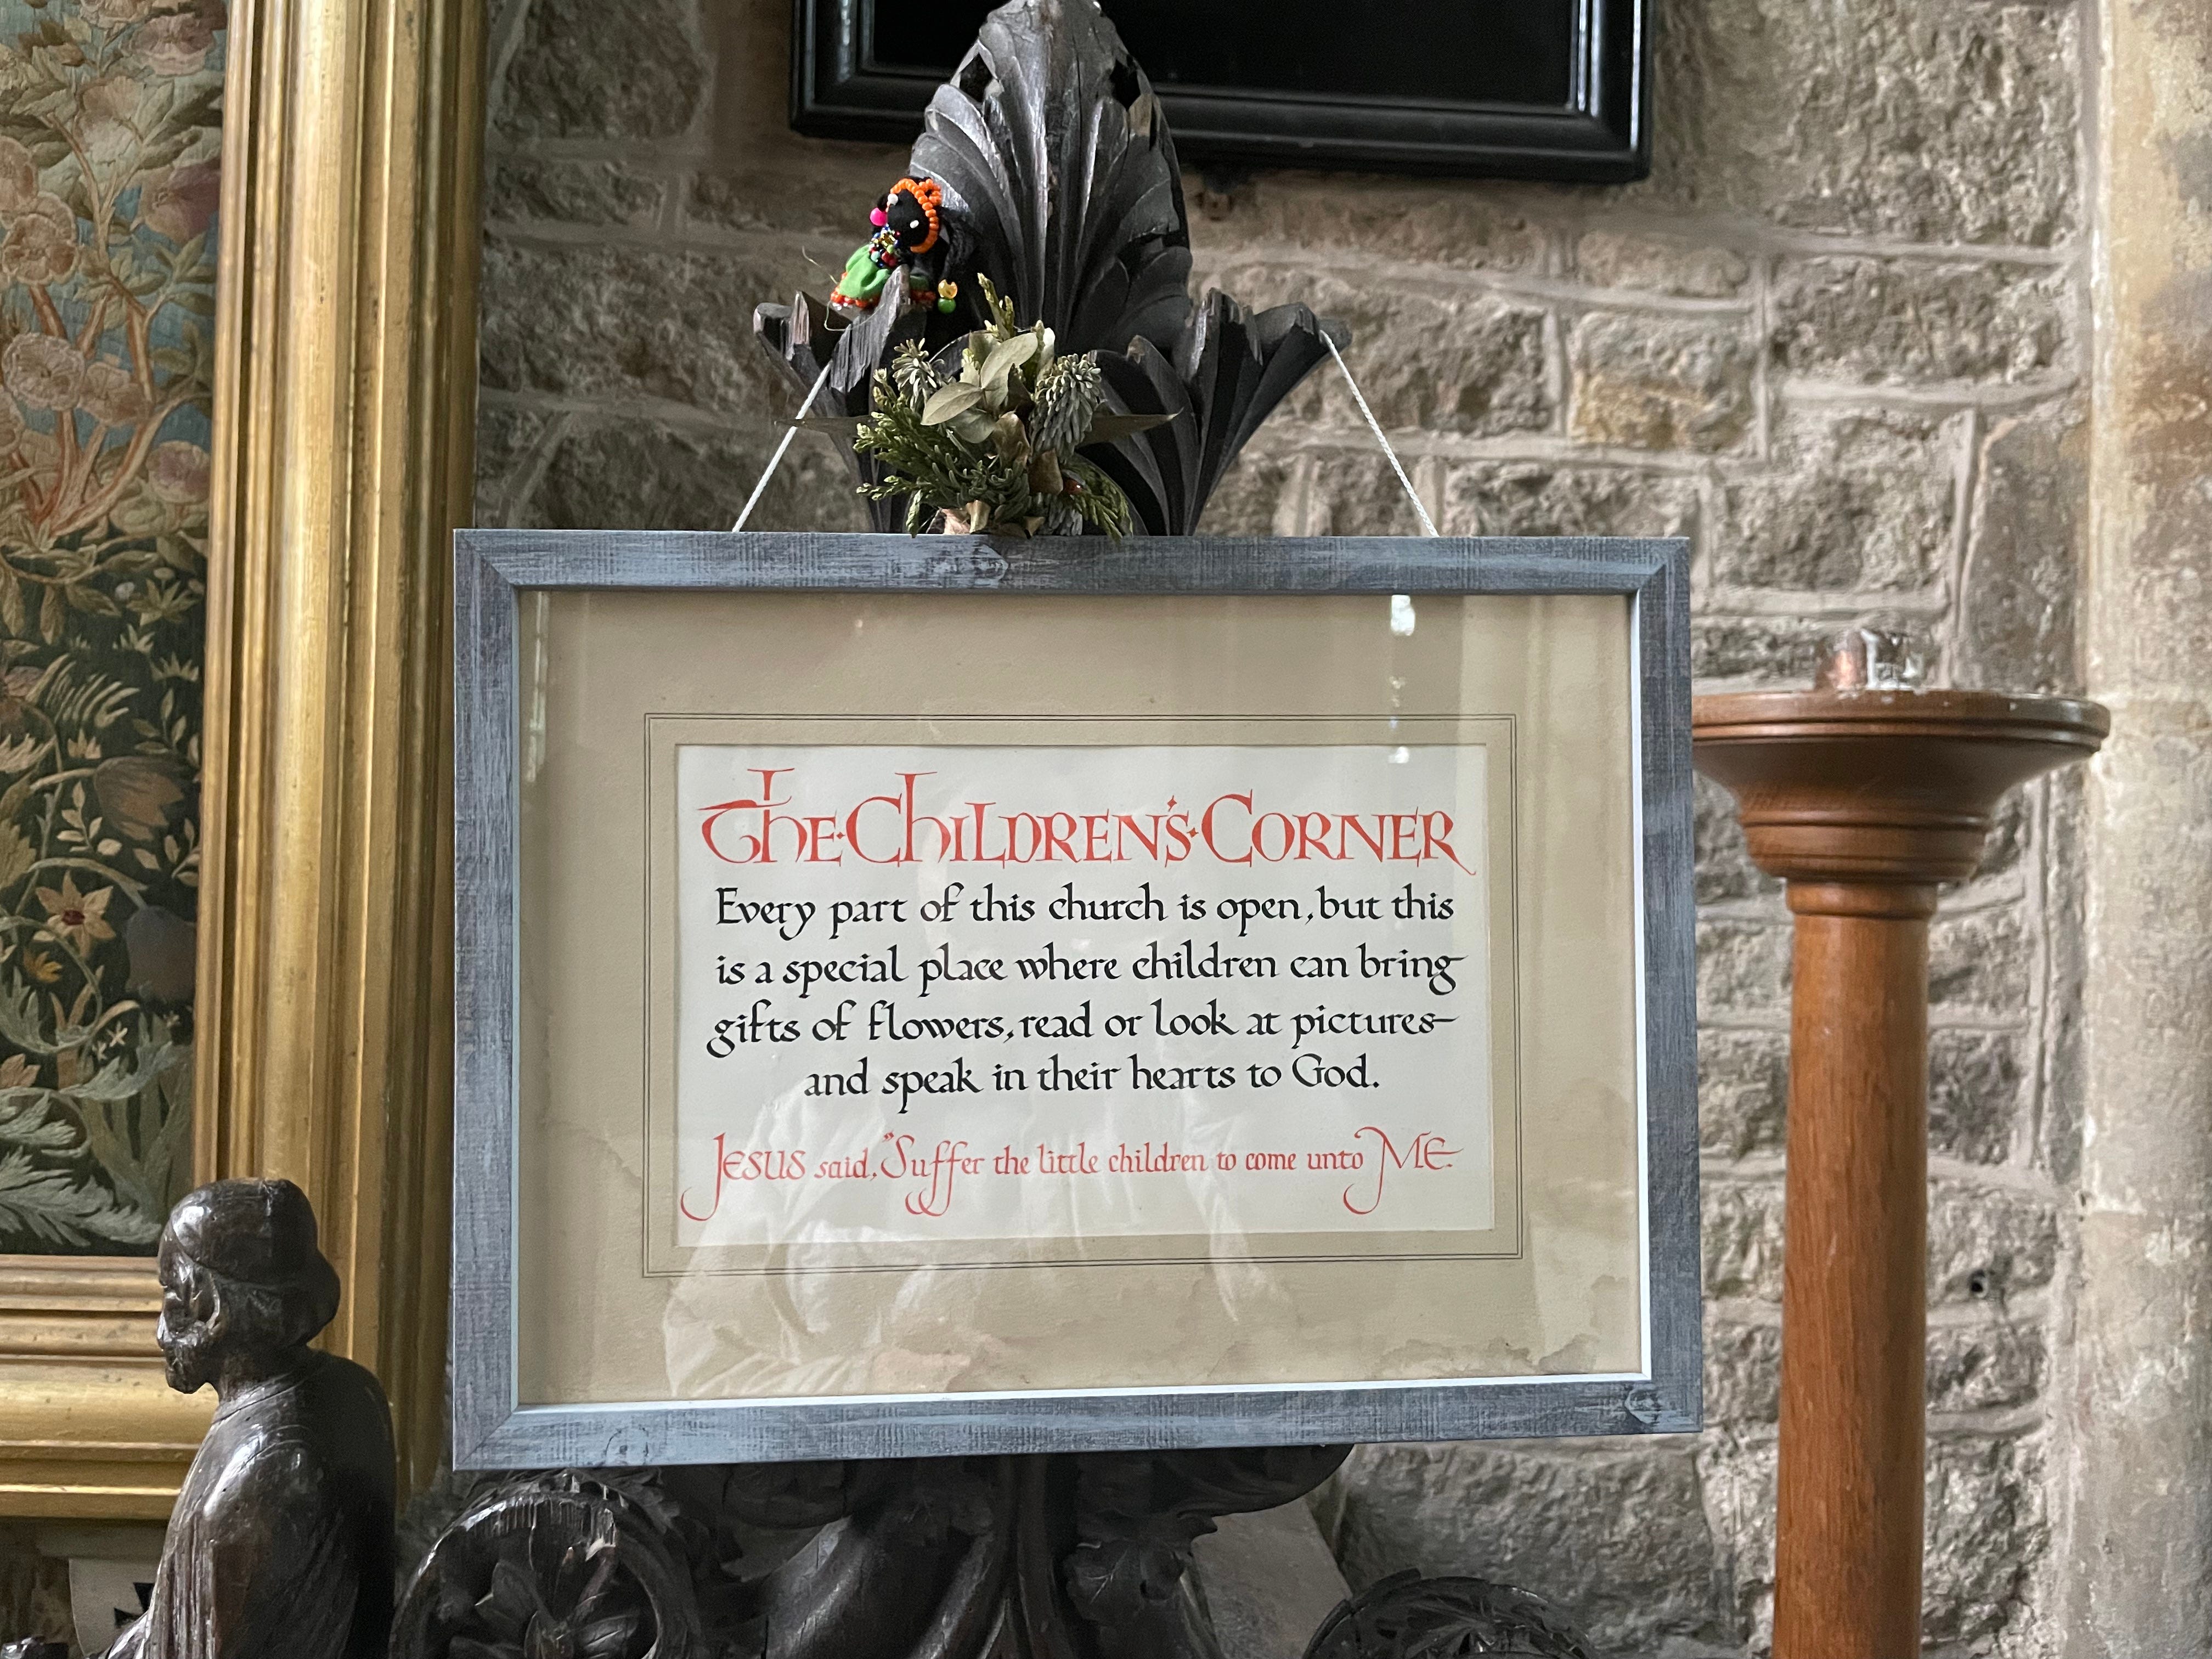 The·Children's·Corner
Every part of this church is open, but this
is a special place where children can bring
gifts of flowers, read or look at pictures—
and speak in their hearts to God.
JESUS said, "Suffer the little children to come unto ME.